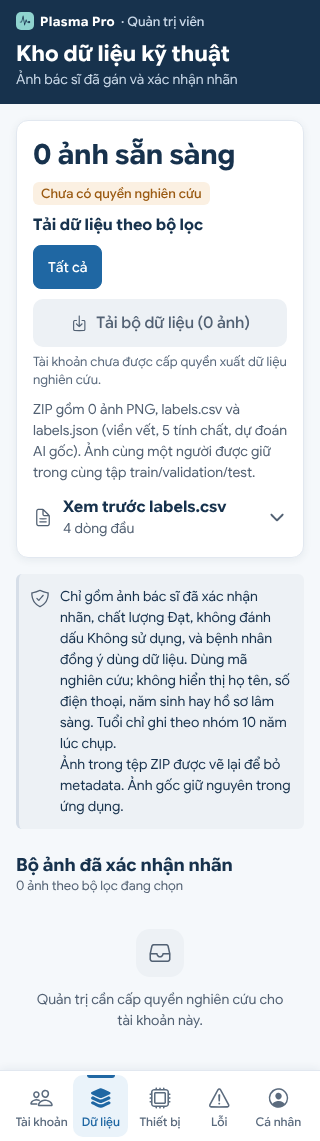 Plasma Pro · Quản trị viên
Kho dữ liệu kỹ thuật
Ảnh bác sĩ đã gán và xác nhận nhãn
0 ảnh sẵn sàng
Chưa có quyền nghiên cứu
Tải dữ liệu theo bộ lọc
Tất cả
Tải bộ dữ liệu (0 ảnh)
Tài khoản chưa được cấp quyền xuất dữ liệu
nghiên cứu.
ZIP gồm 0 ảnh PNG, labels.csv và
labels.json (viền vết, 5 tính chất, dự đoán
AI gốc). Ảnh cùng một người được giữ
trong cùng tập train/validation/test.
Xem trước labels.csv
4 dòng đầu
Chỉ gồm ảnh bác sĩ đã xác nhận
nhãn, chất lượng Đạt, không đánh
dấu Không sử dụng, và bệnh nhân
đồng ý dùng dữ liệu. Dùng mã
nghiên cứu; không hiển thị họ tên, số
điện thoại, năm sinh hay hồ sơ lâm
sàng. Tuổi chỉ ghi theo nhóm 10 năm
lúc chụp.
Ảnh trong tệp ZIP được vẽ lại để bỏ
metadata. Ảnh gốc giữ nguyên trong
ứng dụng.
Bộ ảnh đã xác nhận nhãn
0 ảnh theo bộ lọc đang chọn
Quản trị cần cấp quyền nghiên cứu cho
tài khoản này.
Tài khoản
Dữ liệu
Thiết bị
Lỗi
Cá nhân